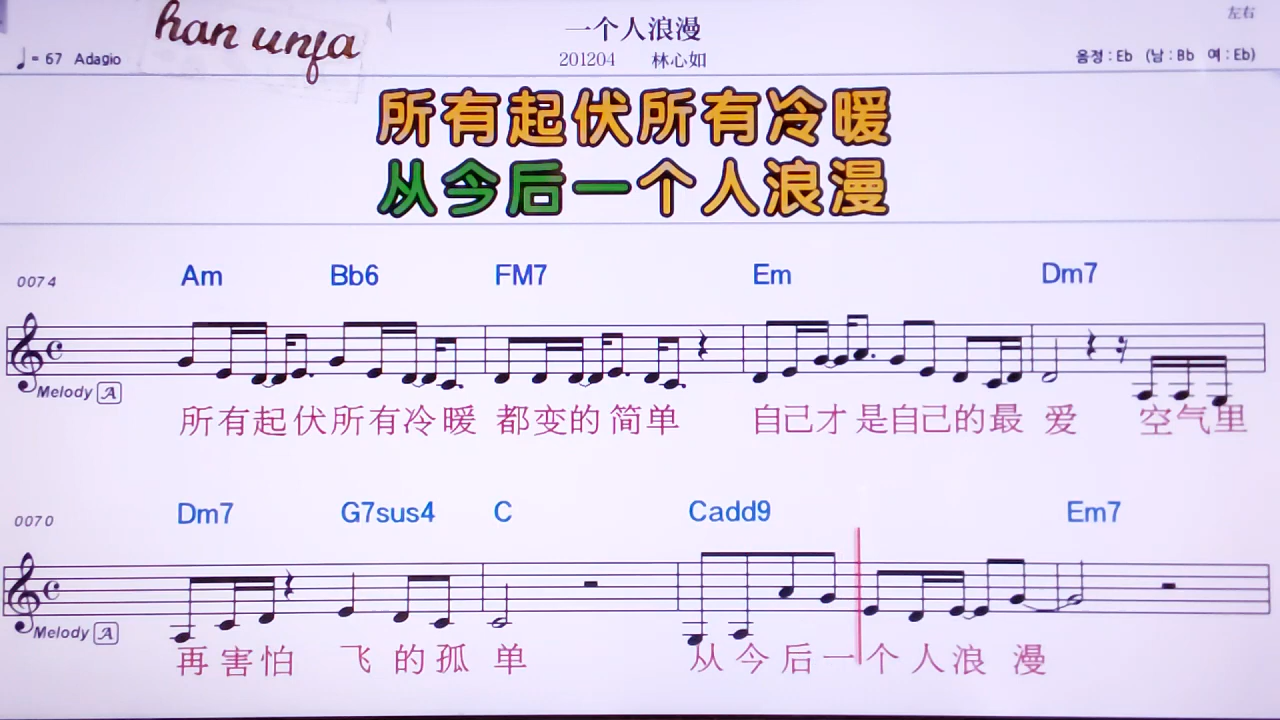 han unfa
一个人浪漫
左右
♩= 67 Adagio
201204 林心如
음정 : Eb (남 : Bb 여 : Eb)
所有起伏所有冷暖
从今后一个人浪漫
0074 Am Bb6 FM7 Em Dm7
Melody A
所有起伏所有冷暖 都变的简单 自己才是自己的最 爱 空气里
0070 Dm7 G7sus4 C Cadd9 Em7
Melody A
再害怕 飞的孤 单 从今后一个人浪 漫